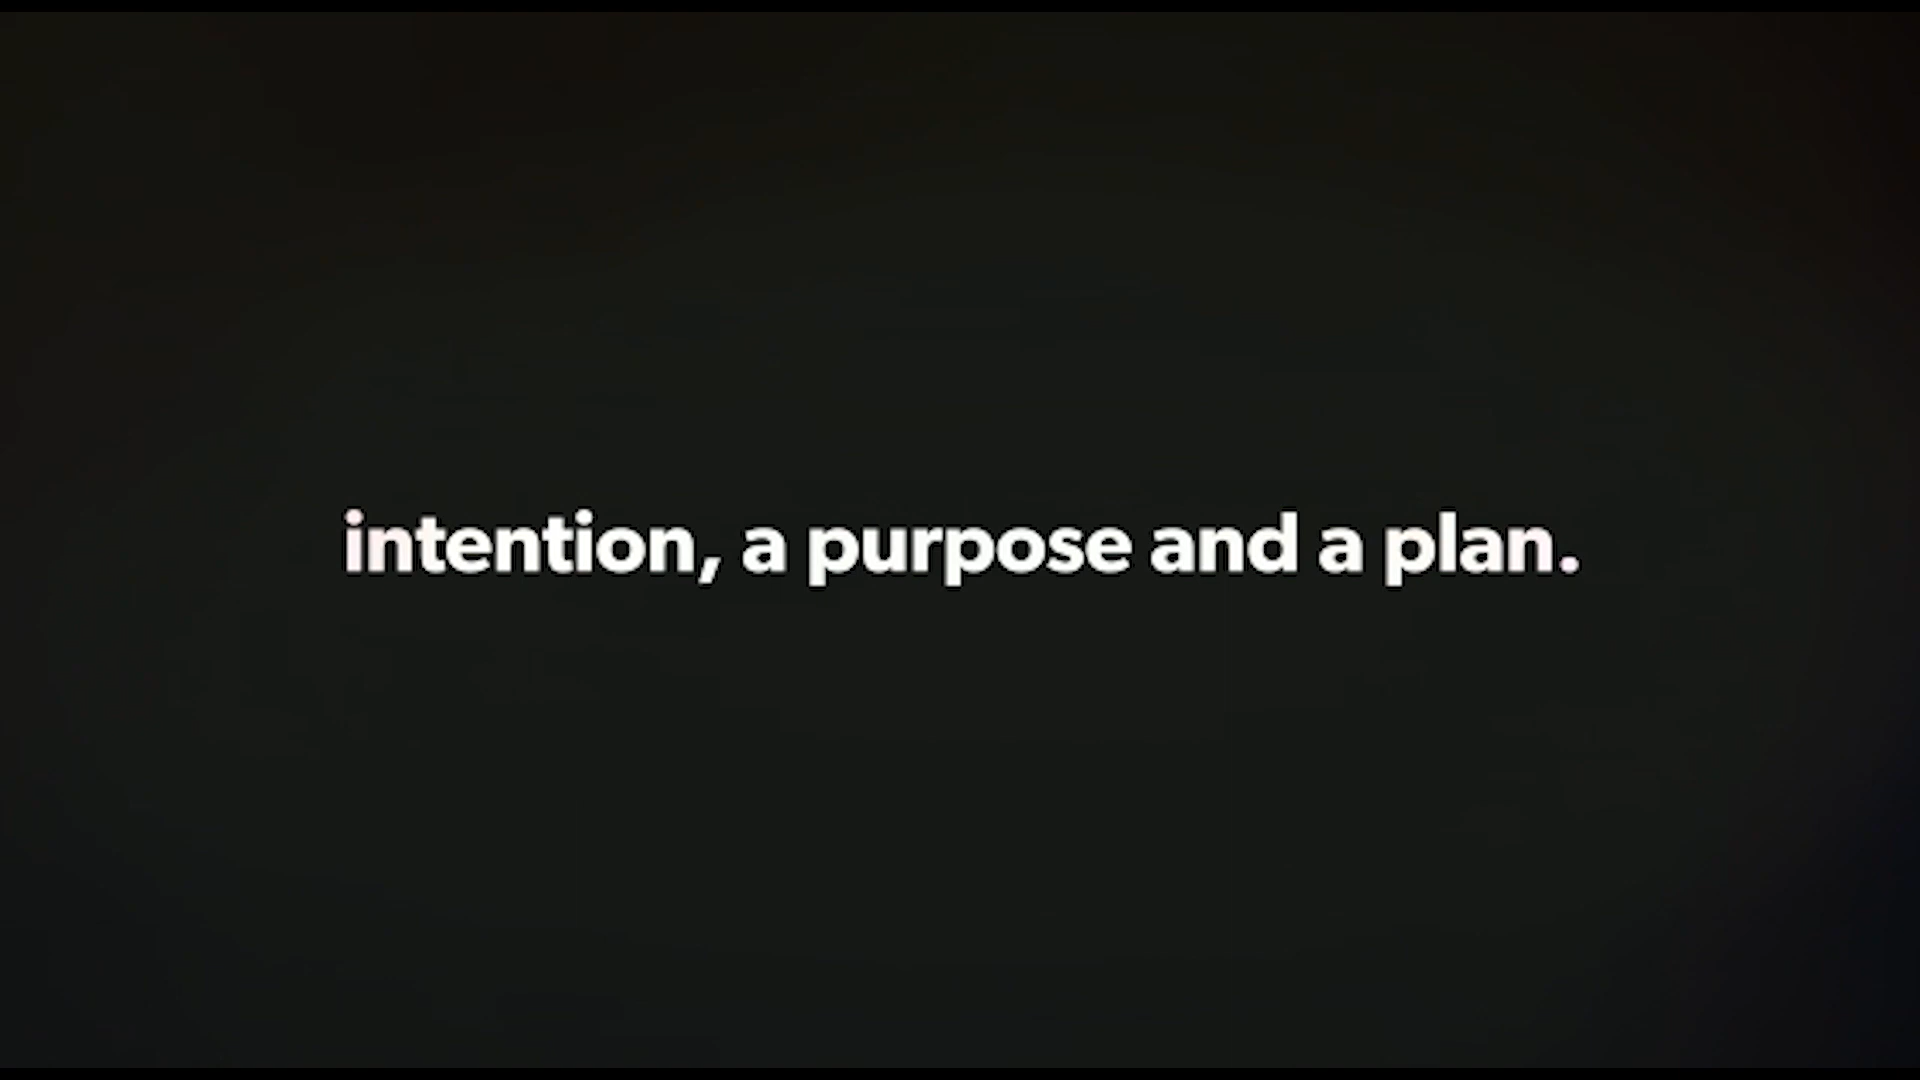 intention, a purpose and a plan.